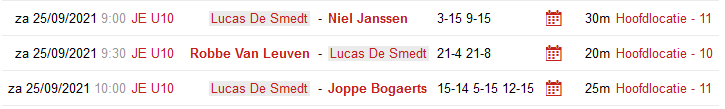 za 25/09/2021 9:00 JE U10 Lucas De Smedt - Niel Janssen 3-15 9-15 30m Hoofdlocatie - 11
za 25/09/2021 9:30 JE U10 Robbe Van Leuven - Lucas De Smedt 21-4 21-8 20m Hoofdlocatie - 10
za 25/09/2021 10:00 JE U10 Lucas De Smedt - Joppe Bogaerts 15-14 5-15 12-15 25m Hoofdlocatie - 11